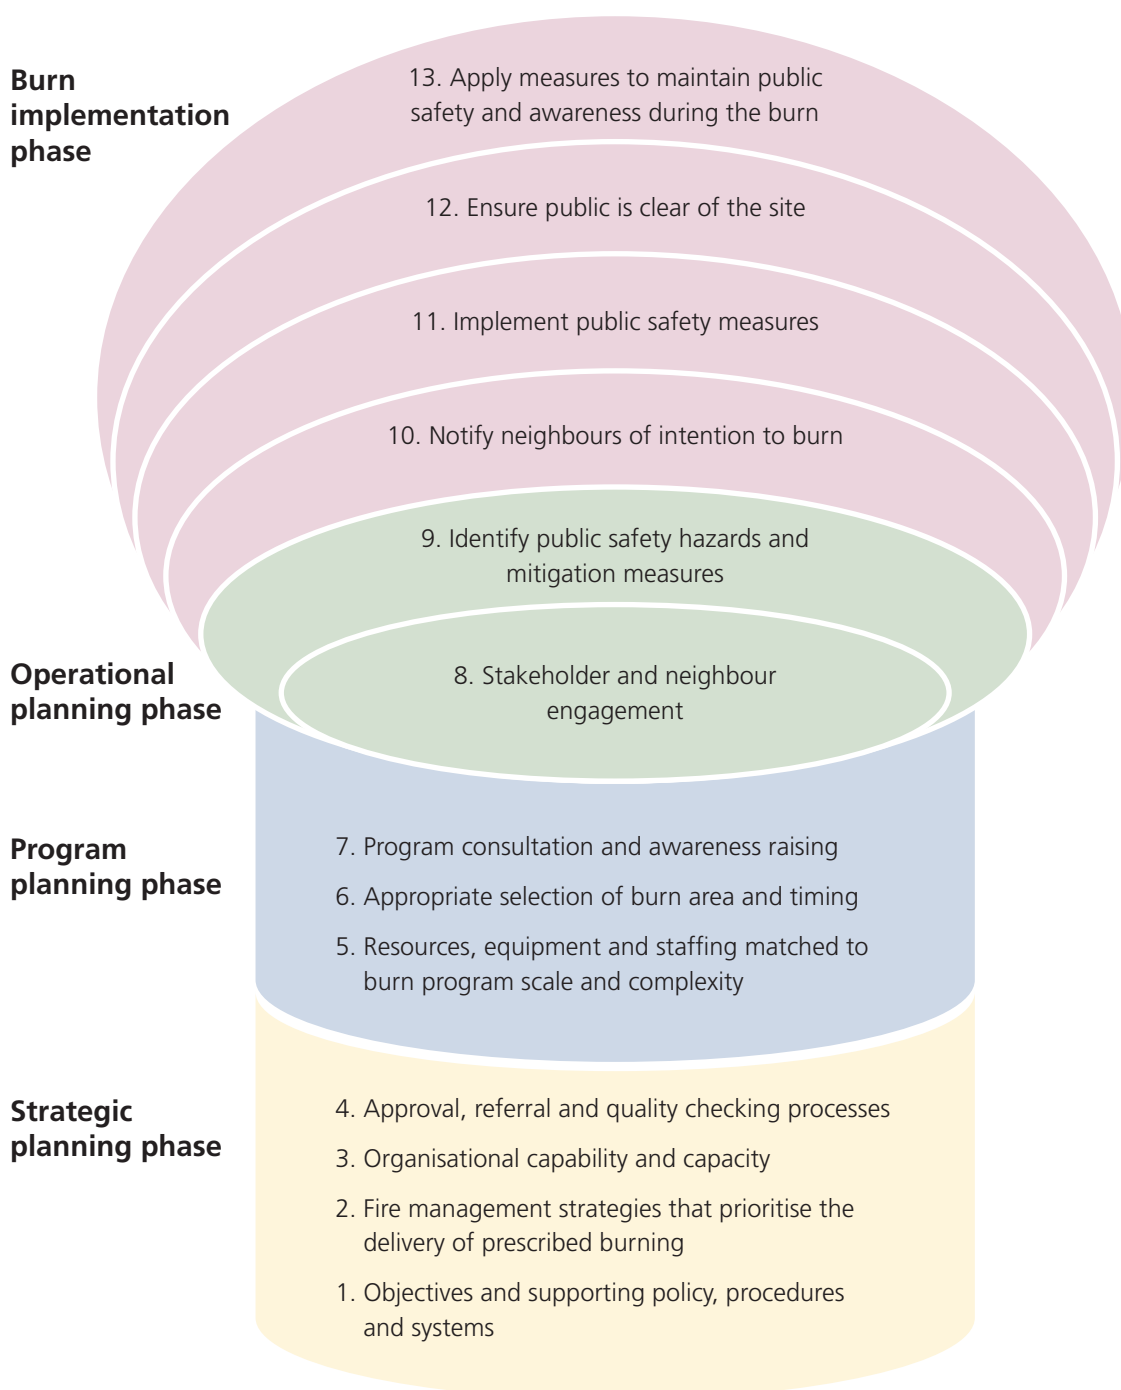 Burn
implementation
phase
13. Apply measures to maintain public
safety and awareness during the burn
12. Ensure public is clear of the site
11. Implement public safety measures
10. Notify neighbours of intention to burn
9. Identify public safety hazards and
mitigation measures
Operational
planning phase
8. Stakeholder and neighbour
engagement
Program
planning phase
7. Program consultation and awareness raising
6. Appropriate selection of burn area and timing
5. Resources, equipment and staffing matched to
burn program scale and complexity
Strategic
planning phase
4. Approval, referral and quality checking processes
3. Organisational capability and capacity
2. Fire management strategies that prioritise the
delivery of prescribed burning
1. Objectives and supporting policy, procedures
and systems